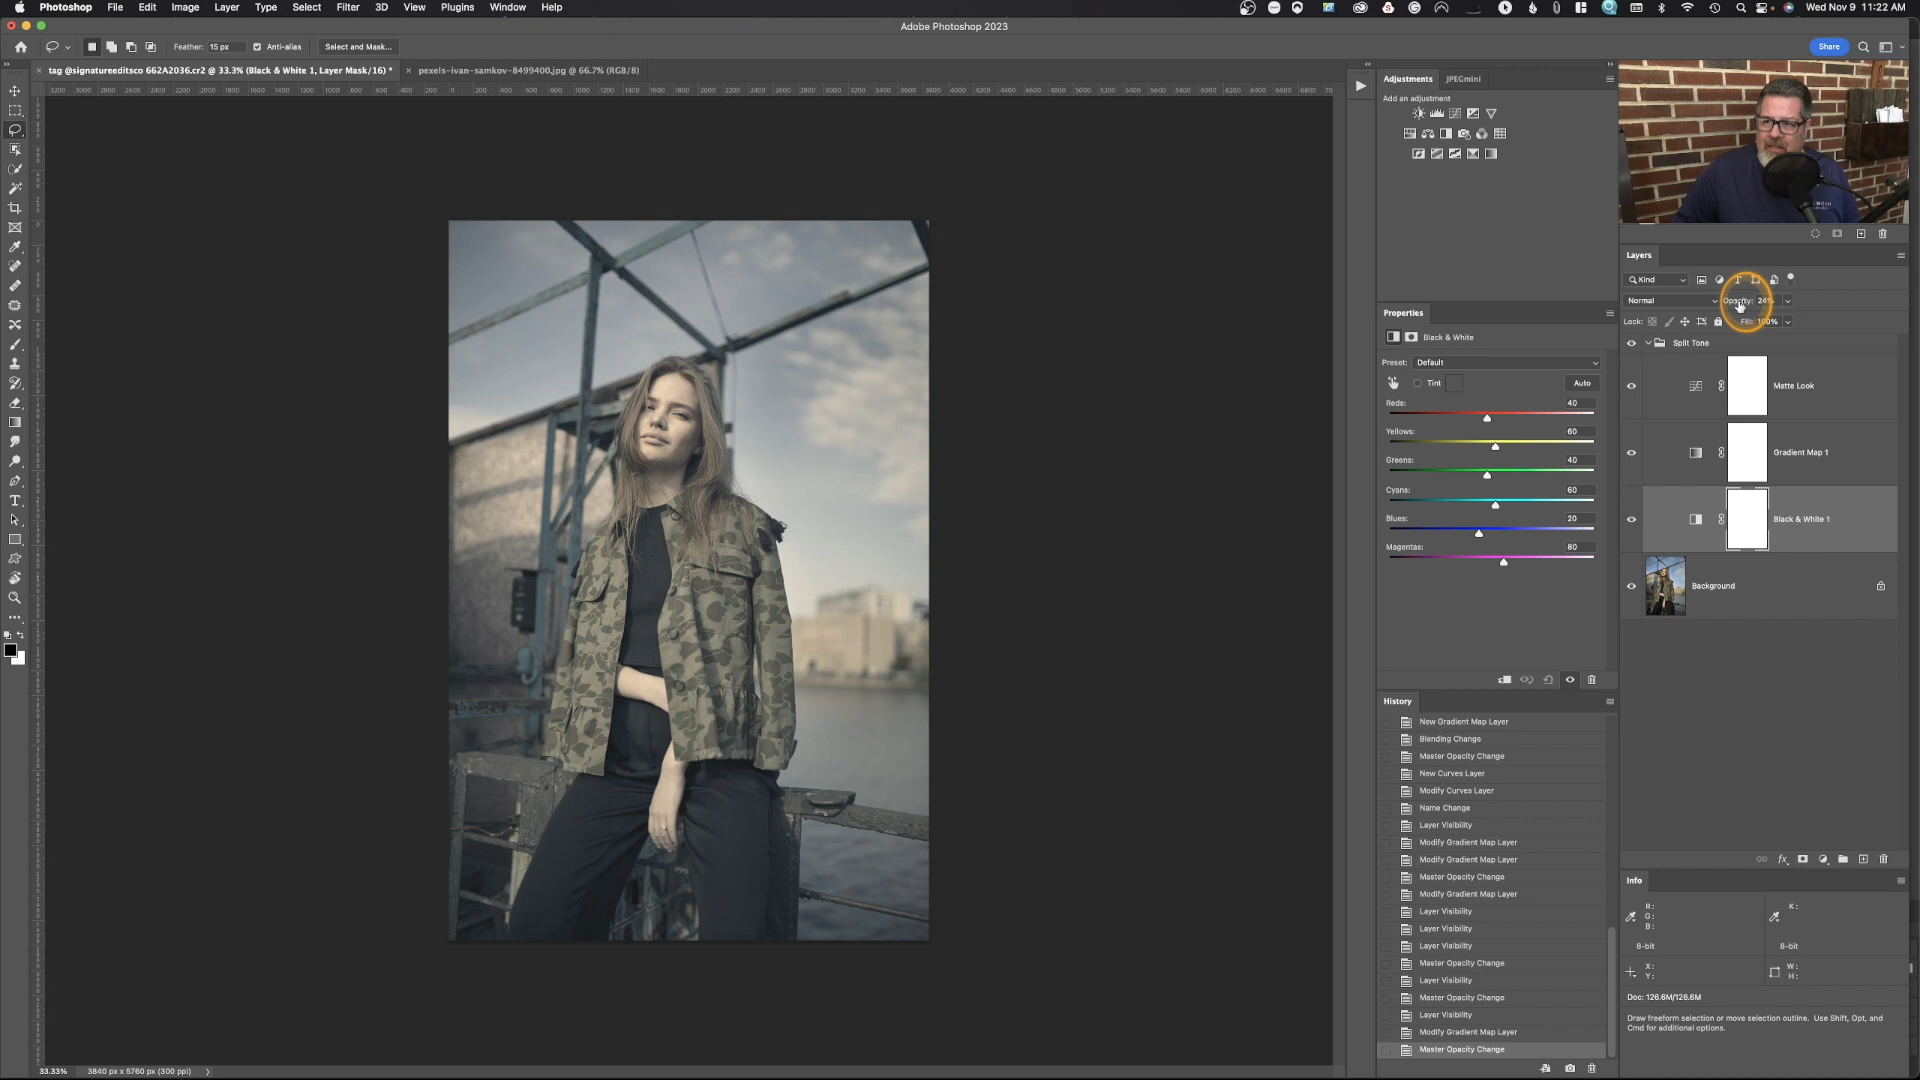 Photoshop File Edit Image Layer Type Select Filter 3D View Plugins Window Help Wed Nov 9 11:22 AM
Adobe Photoshop 2023
Feather: 15 px Anti-alias Select and Mask... Share
tag @signatureeditsco 662A2036.cr2 @ 33.3% (Black & White 1, Layer Mask/16) * pexels-ivan-samkov-8499400.jpg @ 66.7% (RGB/8)
Adjustments JPEGmini
Add an adjustment
Properties
Black & White
Preset: Default
Tint Auto
Reds: 40
Yellows: 60
Greens: 40
Cyans: 60
Blues: 20
Magentas: 80
History
New Gradient Map Layer
Blending Change
Master Opacity Change
New Curves Layer
Modify Curves Layer
Name Change
Layer Visibility
Modify Gradient Map Layer
Modify Gradient Map Layer
Master Opacity Change
Modify Gradient Map Layer
Layer Visibility
Layer Visibility
Layer Visibility
Master Opacity Change
Layer Visibility
Master Opacity Change
Layer Visibility
Modify Gradient Map Layer
Master Opacity Change
Layers
Kind
Normal Opacity: 24%
Lock: Fill: 100%
Split Tone
Matte Look
Gradient Map 1
Black & White 1
Background
Info
R:
G:
B:
K:
8-bit 8-bit
X:
Y:
W:
H:
Doc: 126.6M/126.6M
Draw freeform selection or move selection outline. Use Shift, Opt, and
Cmd for additional options.
33.33% 3840 px x 5760 px (300 ppi)